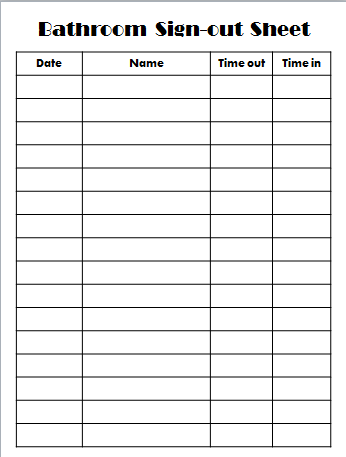 Bathroom Sign-out Sheet
Date Name Time out Time in